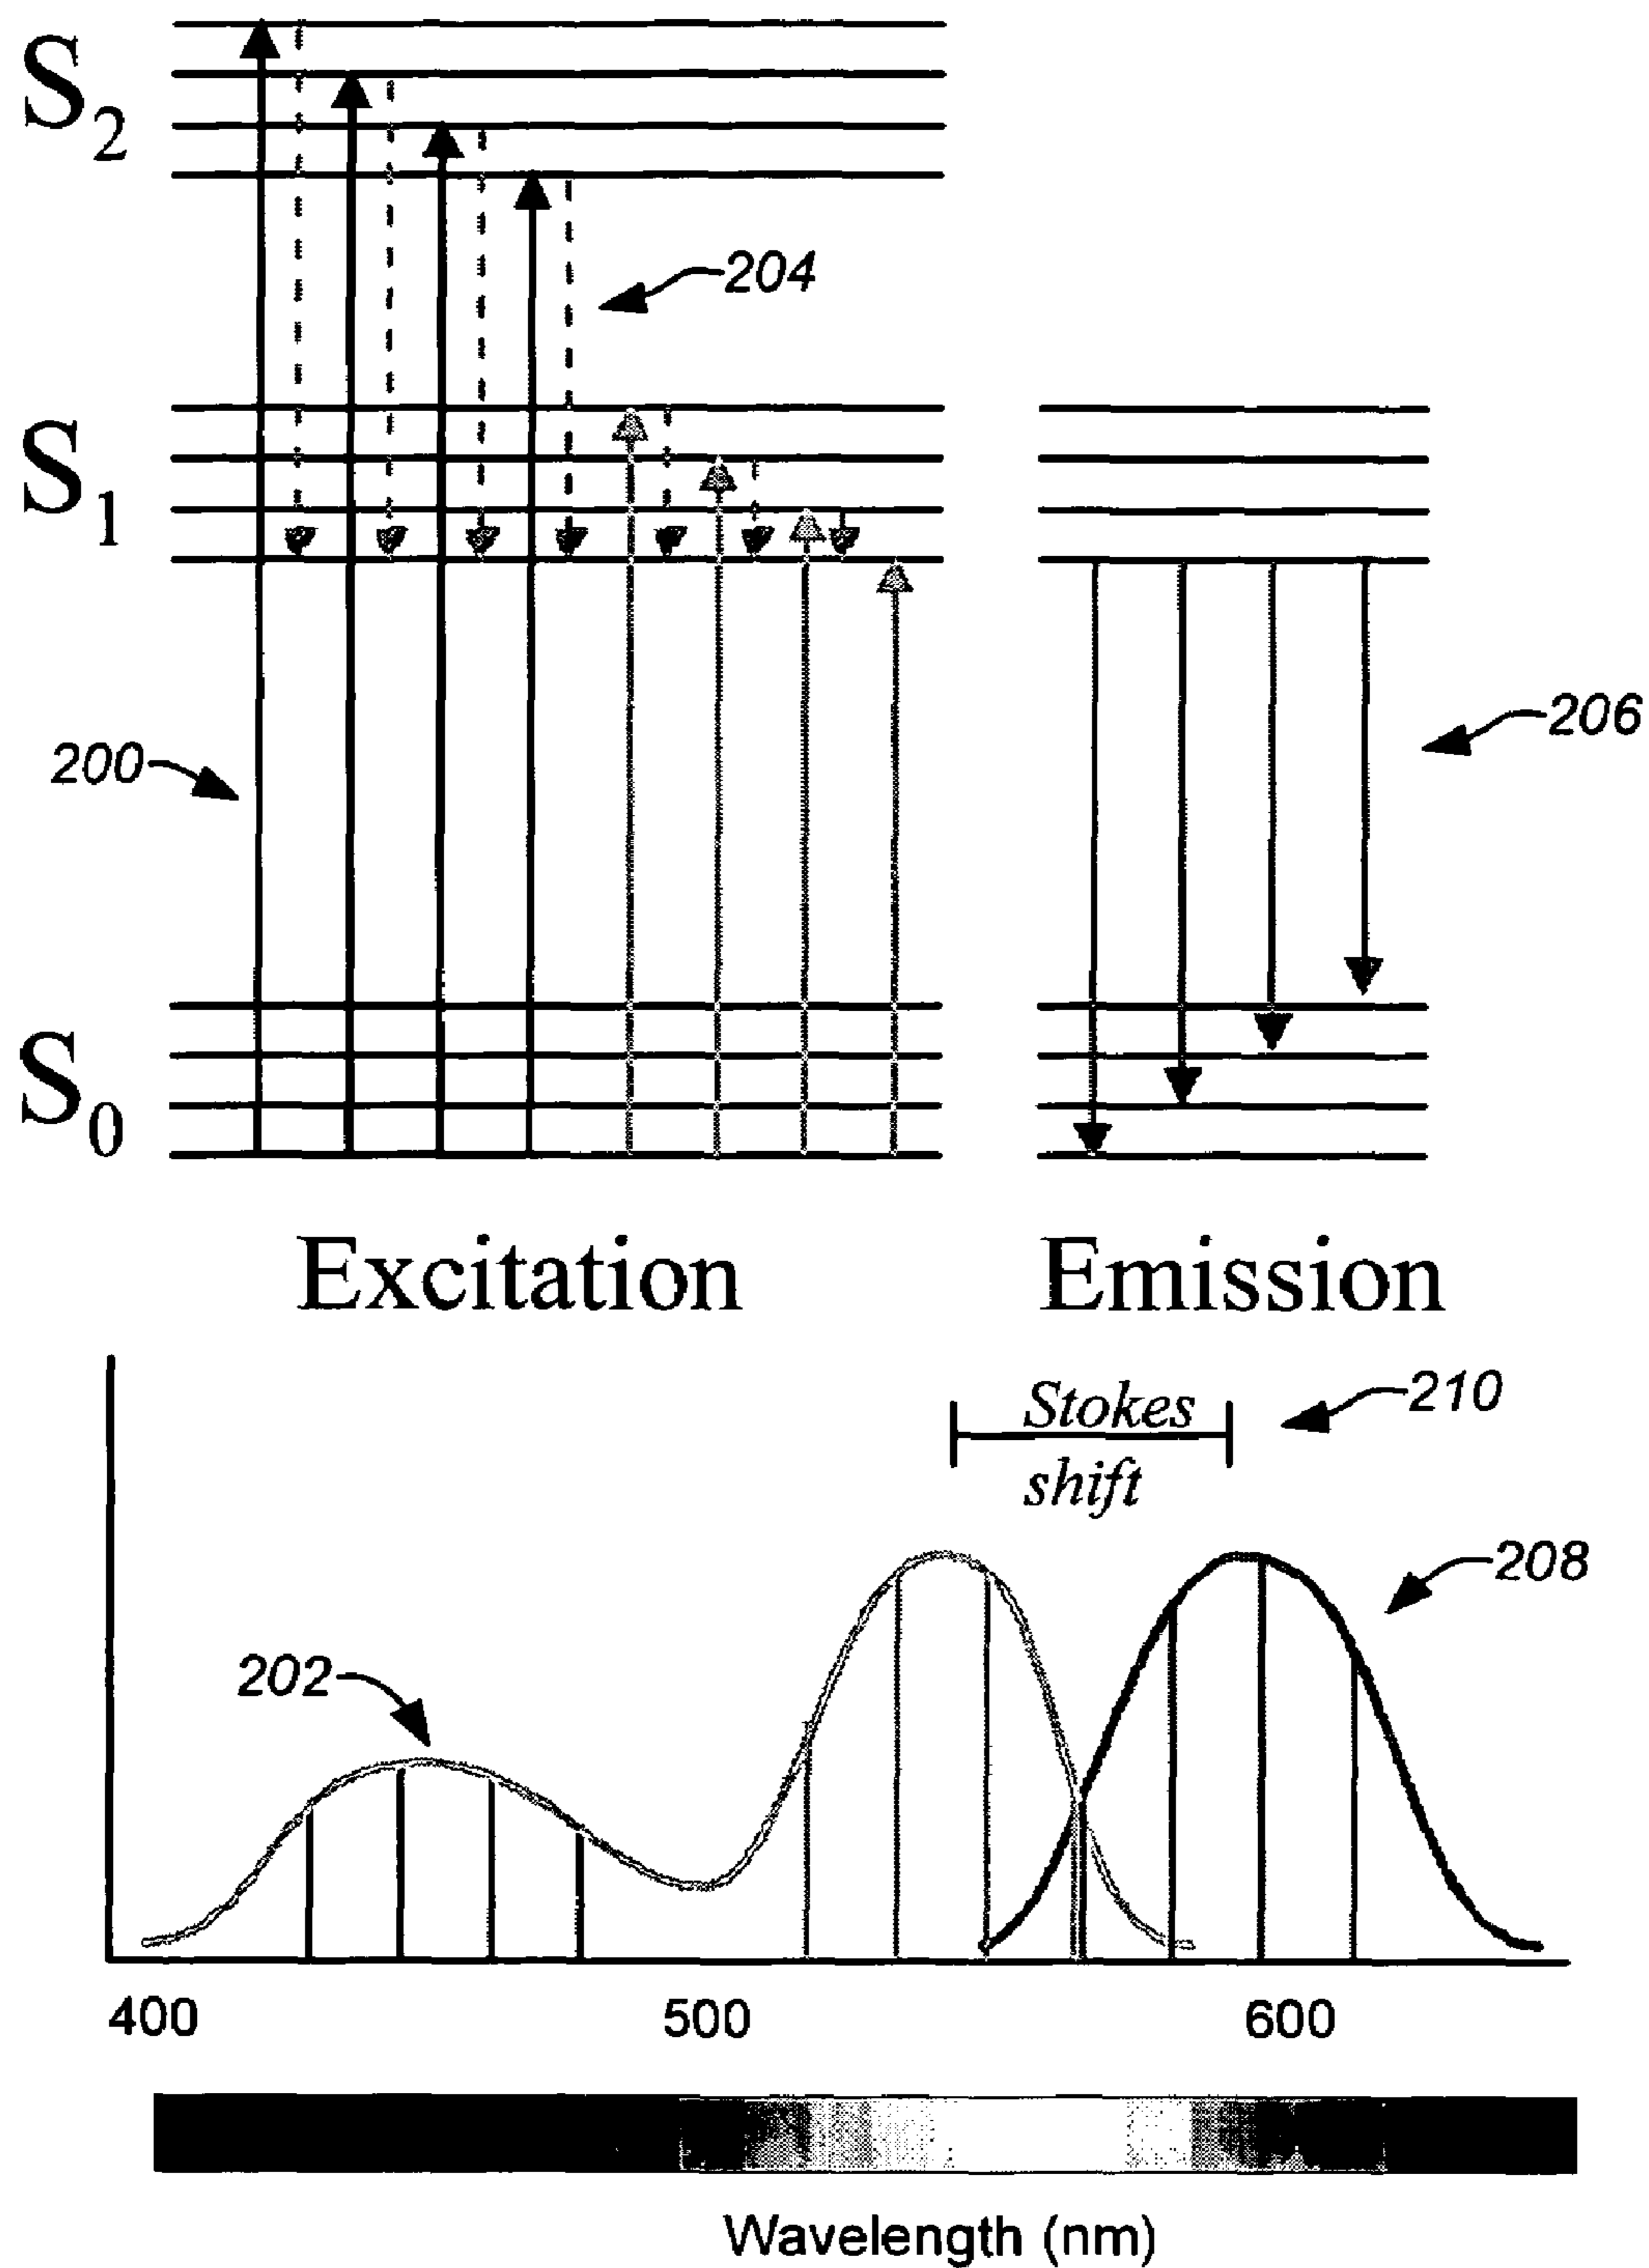 S2
204
S1
206
200
S0
Excitation Emission
210
Stokes
shift
208
202
400 500 600
Wavelength (nm)